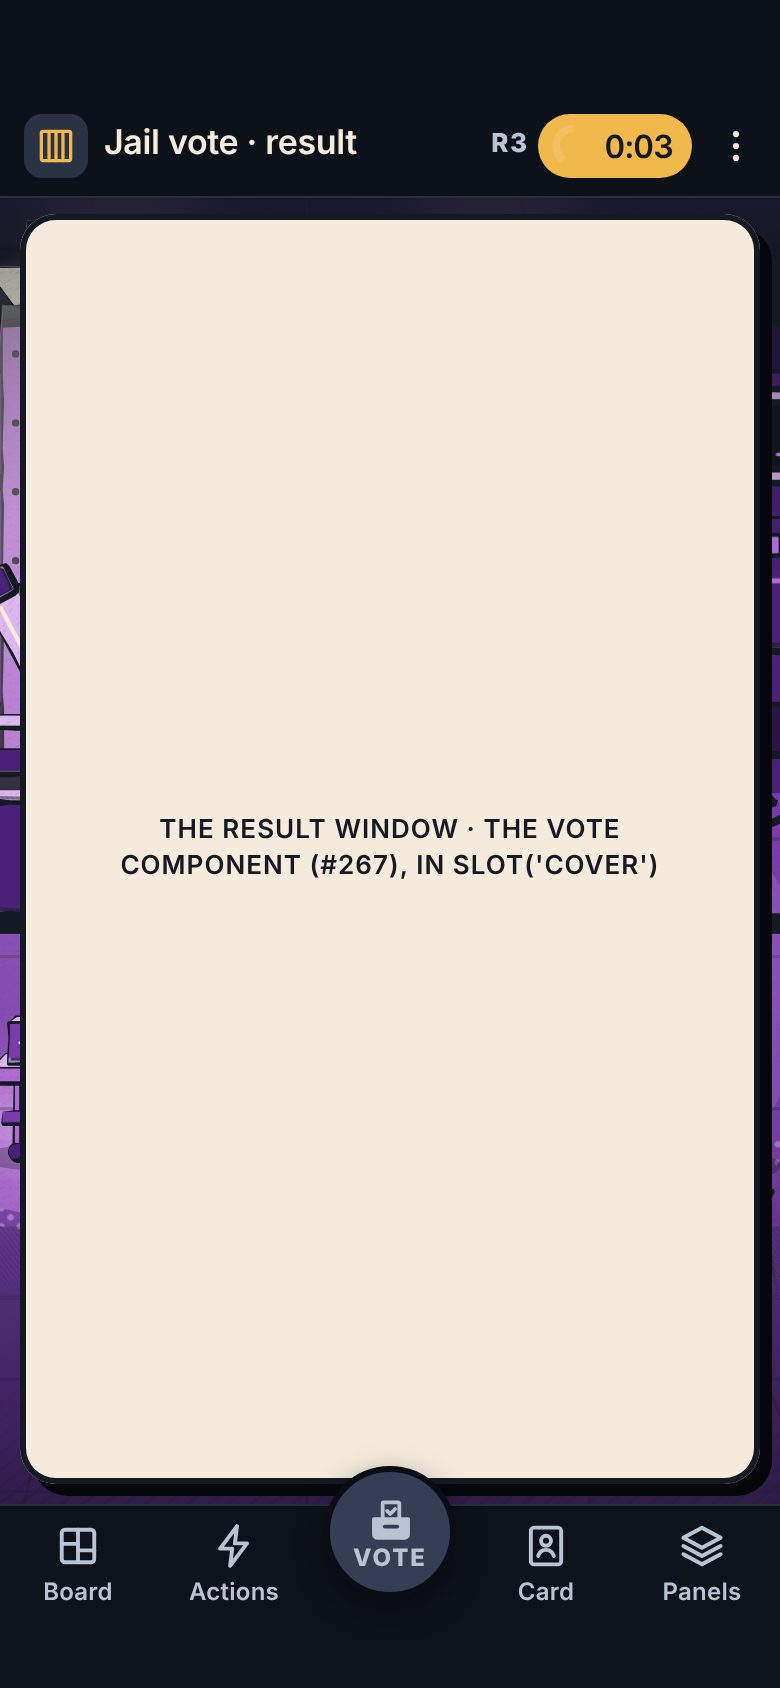 Jail vote · result
R3
0:03
THE RESULT WINDOW · THE VOTE
COMPONENT (#267), IN SLOT('COVER')
VOTE
Board
Actions
Card
Panels